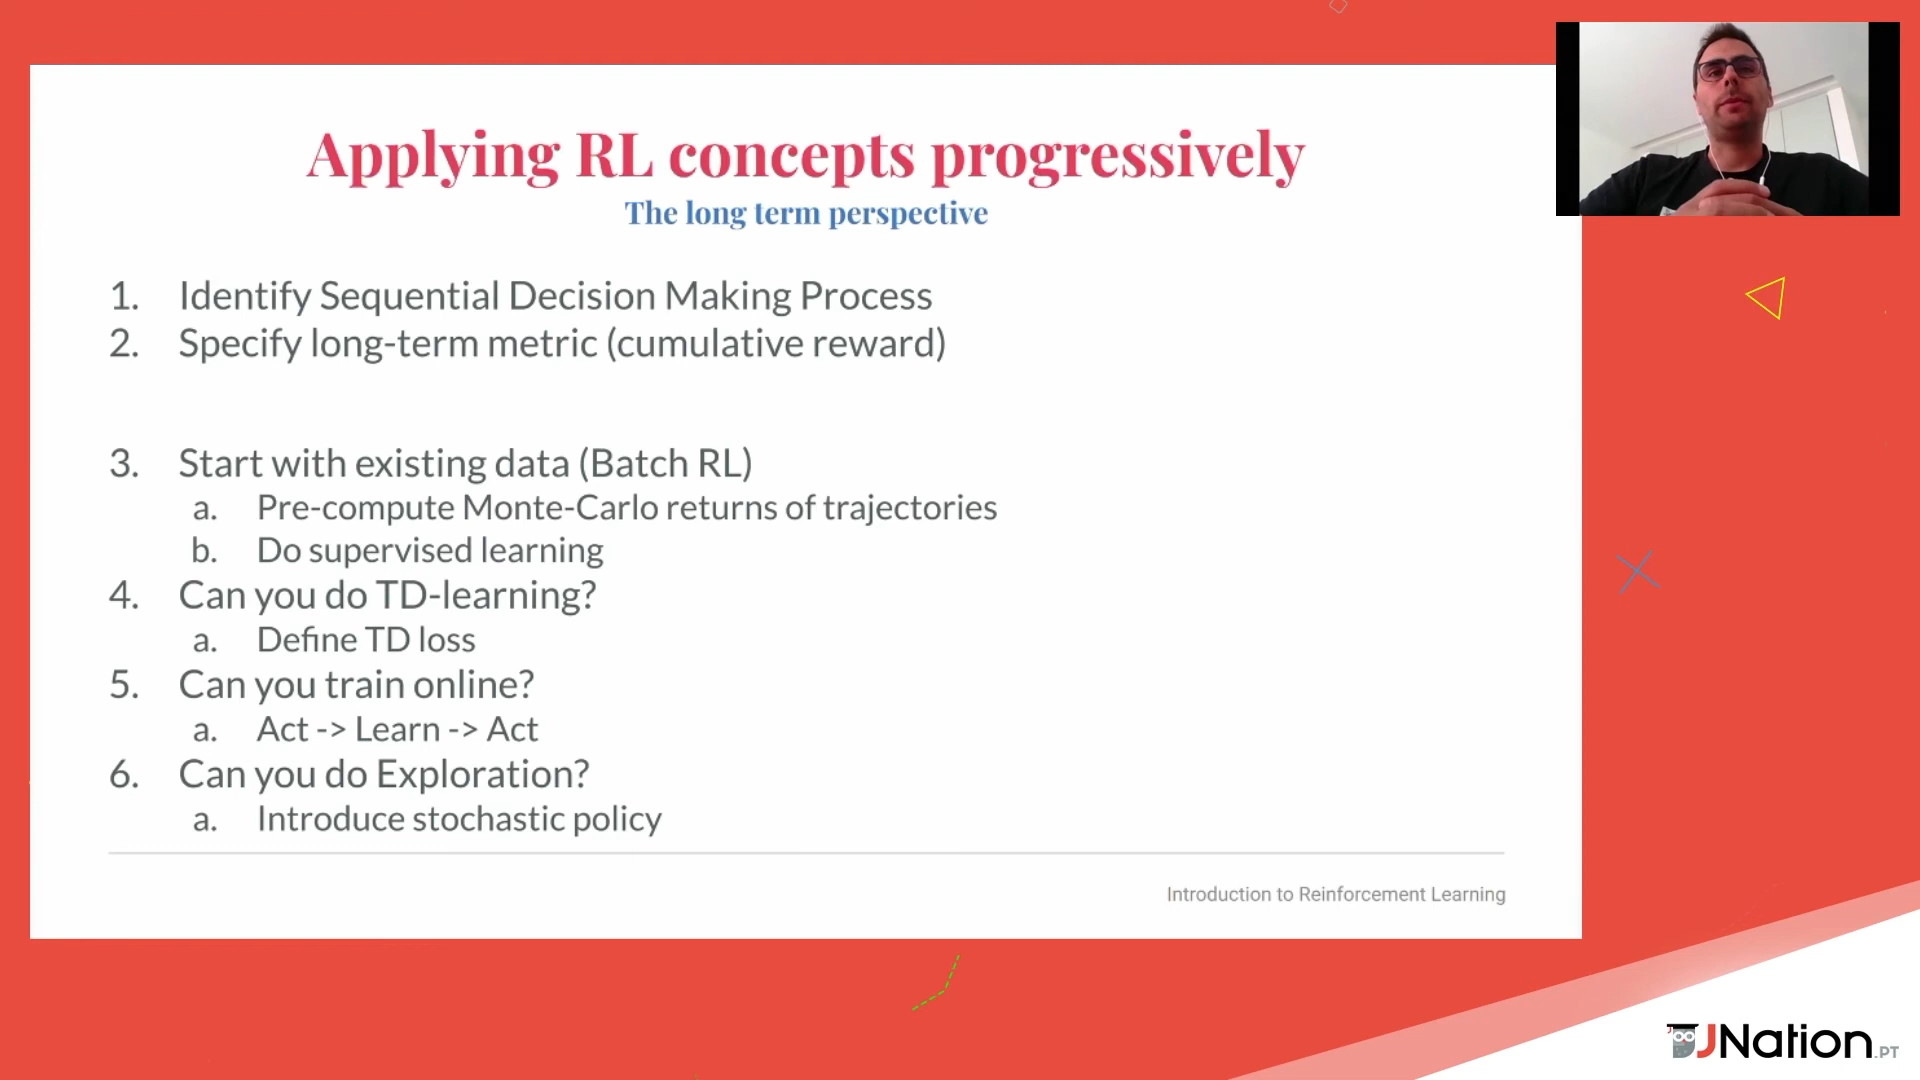 Applying RL concepts progressively
The long term perspective
1. Identify Sequential Decision Making Process
2. Specify long-term metric (cumulative reward)
3. Start with existing data (Batch RL)
a. Pre-compute Monte-Carlo returns of trajectories
b. Do supervised learning
4. Can you do TD-learning?
a. Define TD loss
5. Can you train online?
a. Act -> Learn -> Act
6. Can you do Exploration?
a. Introduce stochastic policy
Introduction to Reinforcement Learning
JNation.PT